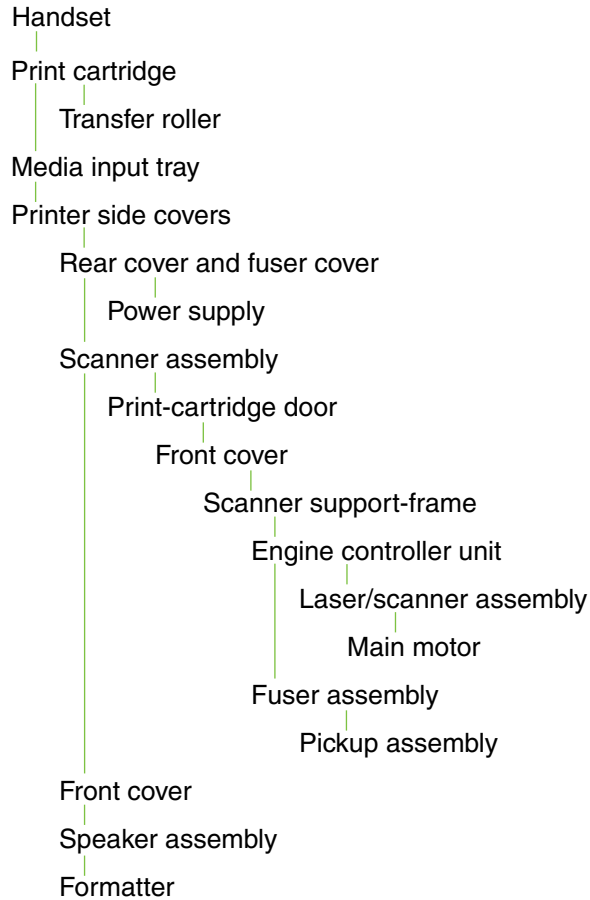 Handset
Print cartridge
Transfer roller
Media input tray
Printer side covers
Rear cover and fuser cover
Power supply
Scanner assembly
Print-cartridge door
Front cover
Scanner support-frame
Engine controller unit
Laser/scanner assembly
Main motor
Fuser assembly
Pickup assembly
Front cover
Speaker assembly
Formatter